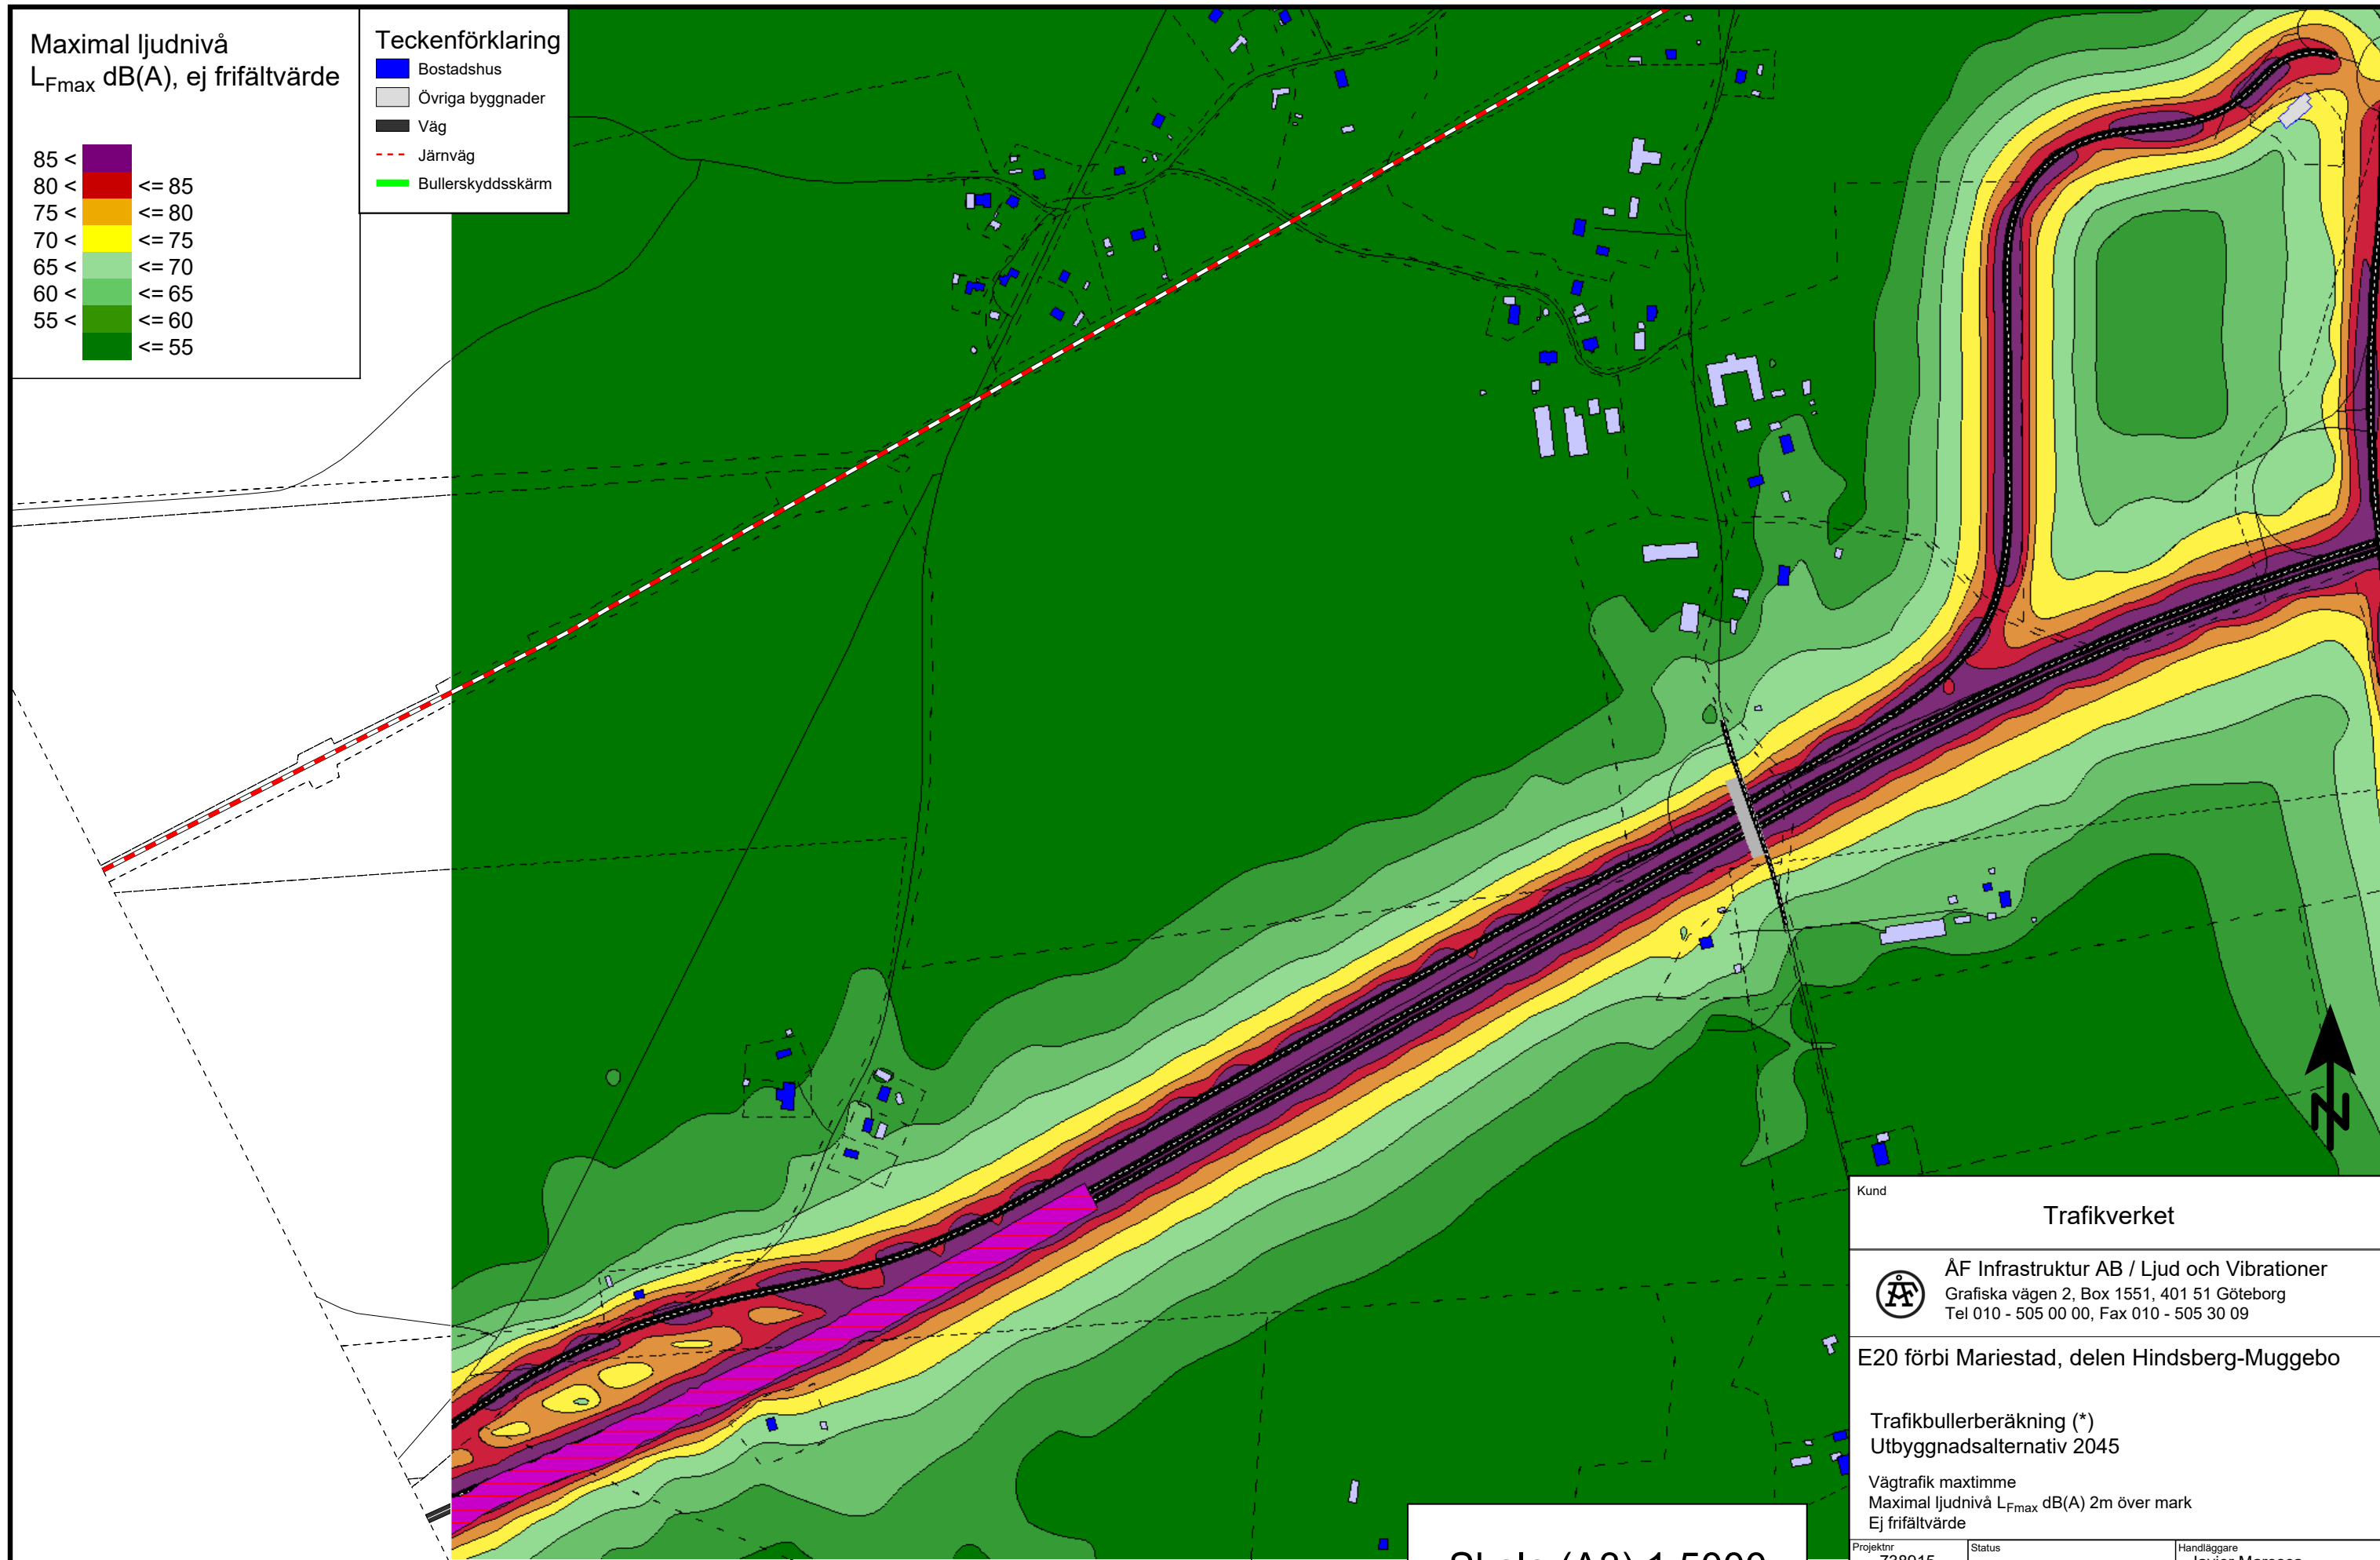 Maximal ljudnivå
LFmax dB(A), ej frifältvärde
85 <
80 < <= 85
75 < <= 80
70 < <= 75
65 < <= 70
60 < <= 65
55 < <= 60
<= 55
Teckenförklaring
Bostadshus
Övriga byggnader
Väg
Järnväg
Bullerskyddsskärm
N
Kund
Trafikverket
ÅF
ÅF Infrastruktur AB / Ljud och Vibrationer
Grafiska vägen 2, Box 1551, 401 51 Göteborg
Tel 010 - 505 00 00, Fax 010 - 505 30 09
E20 förbi Mariestad, delen Hindsberg-Muggebo
Trafikbullerberäkning (*)
Utbyggnadsalternativ 2045
Vägtrafik maxtimme
Maximal ljudnivå LFmax dB(A) 2m över mark
Ej frifältvärde
Projektnr
Status
Handläggare